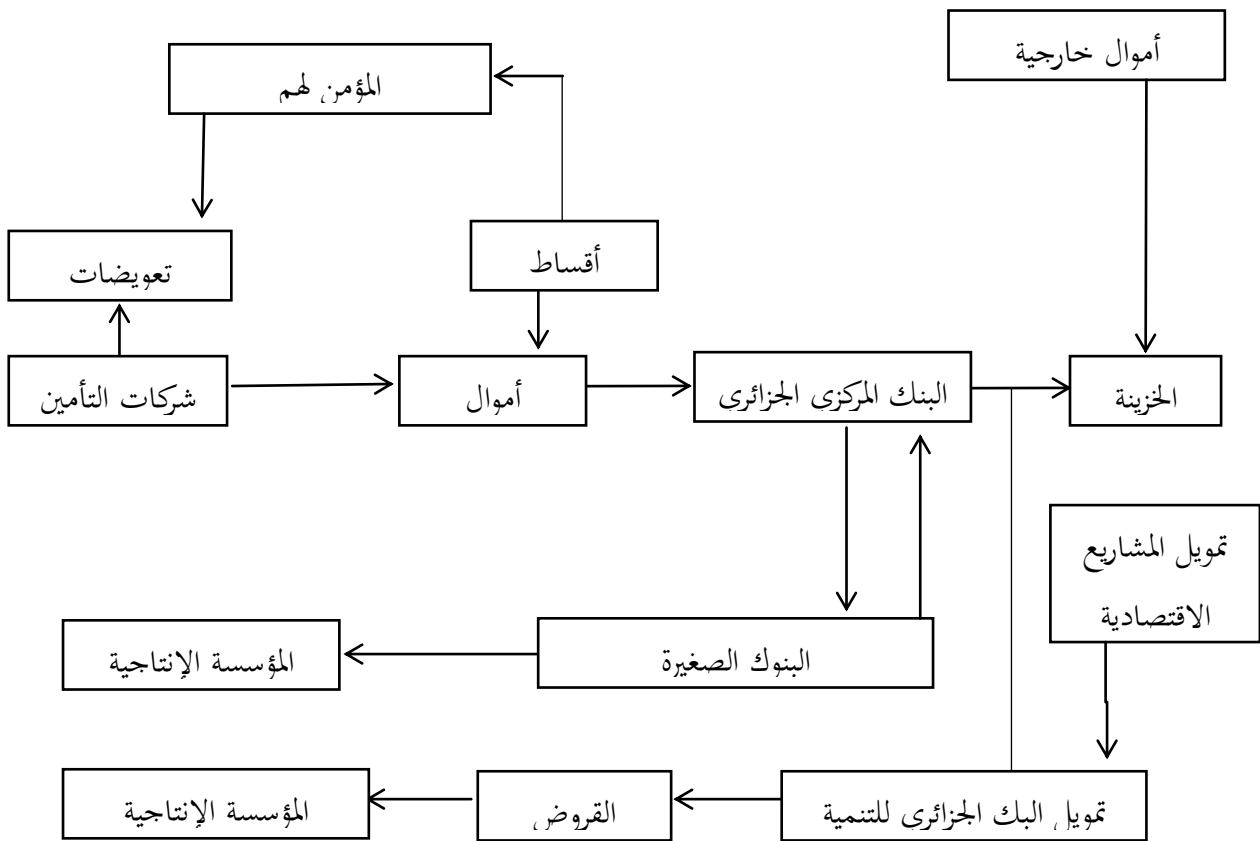 أموال خارجية
المؤمن لهم
أقساط
تعويضات
شركات التأمين
أموال
البنك المركزي الجزائري
الخزينة
تمويل المشاريع
الاقتصادية
البنوك الصغيرة
المؤسسة الإنتاجية
تمويل البك الجزائري للتنمية
القروض
المؤسسة الإنتاجية